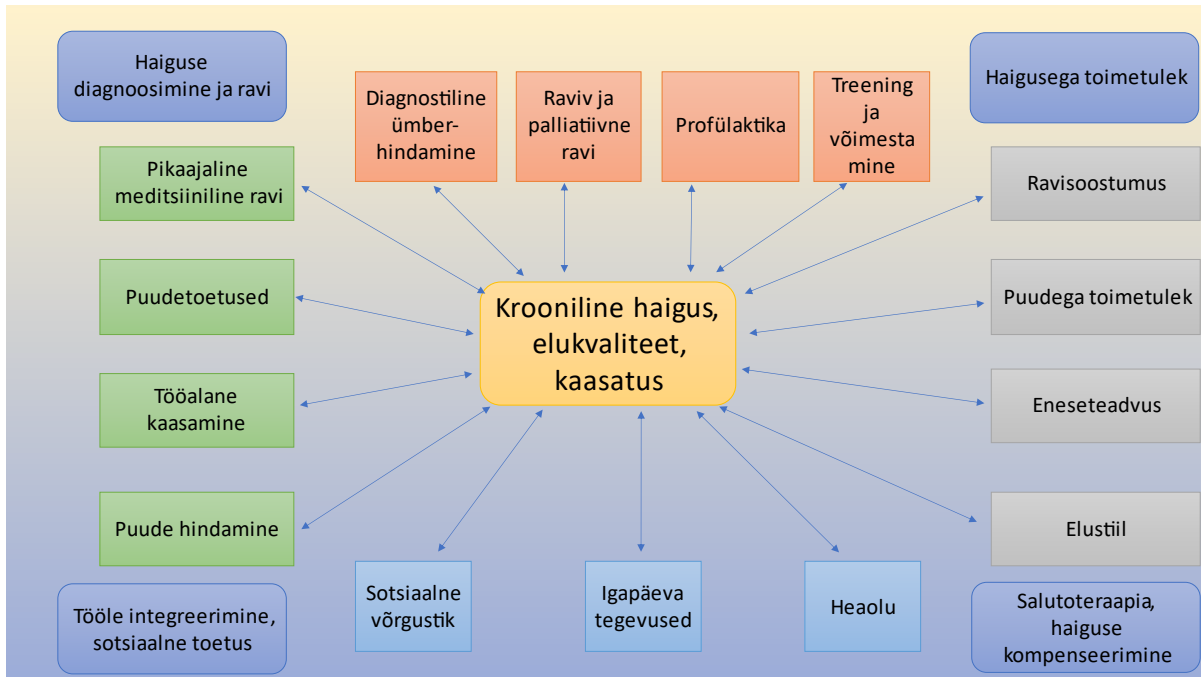 Haiguse
diagnoosimine ja ravi
Diagnostiline
ümber-
hindamine
Raviv ja
palliatiivne
ravi
Profülaktika
Treening
ja
võimesta
mine
Haigusega toimetulek
Pikaajaline
meditsiiniline ravi
Ravisoostumus
Puudetoetused
Krooniline haigus,
elukvaliteet,
kaasatus
Puudega toimetulek
Tööalane
kaasamine
Eneseteadvus
Puude hindamine
Elustiil
Tööle integreerimine,
sotsiaalne toetus
Sotsiaalne
võrgustik
Igapäeva
tegevused
Heaolu
Salutoteraapia,
haiguse
kompenseerimine